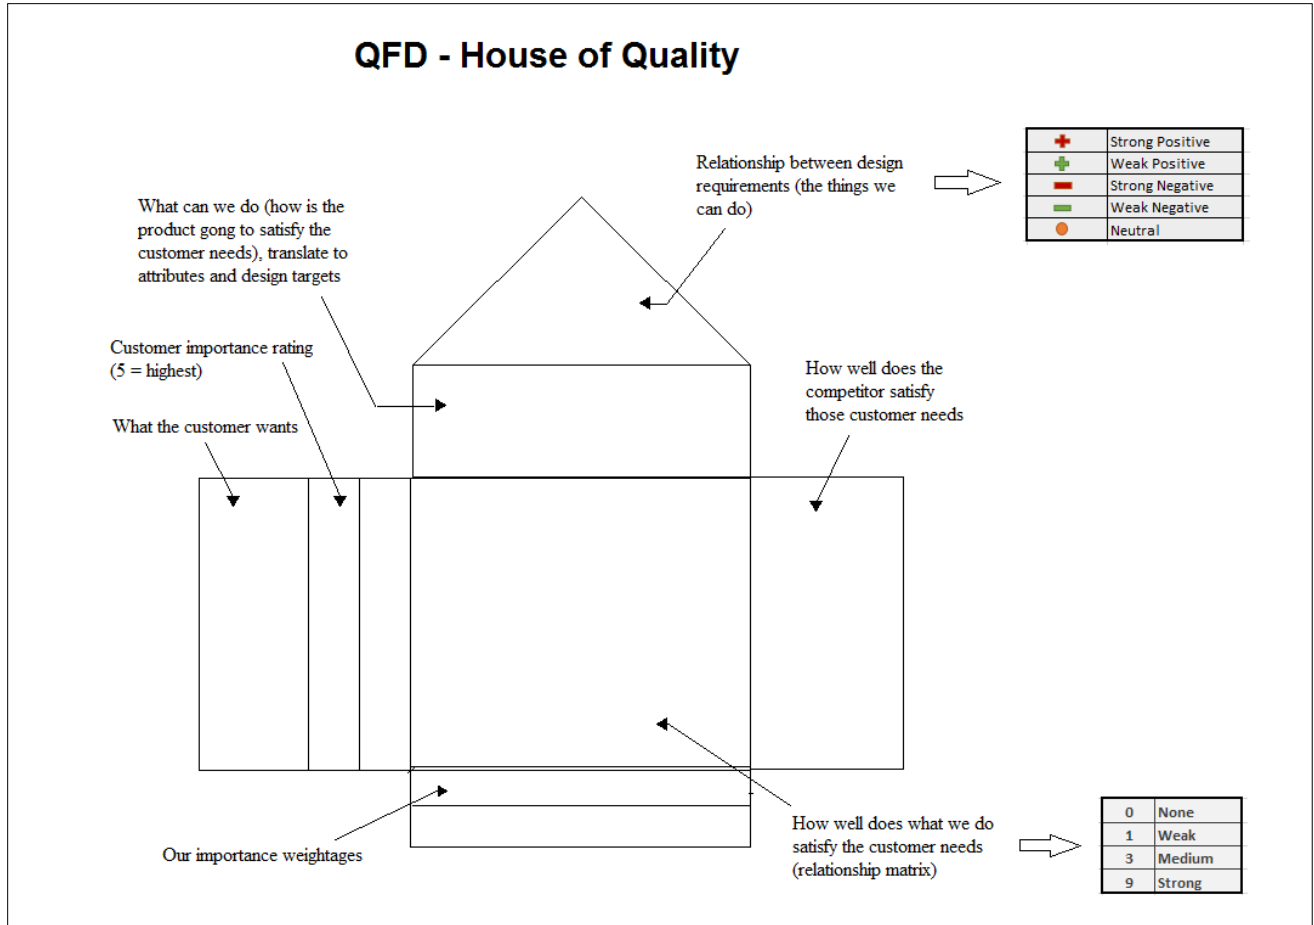 QFD - House of Quality
Relationship between design
requirements (the things we
can do)
Strong Positive
Weak Positive
Strong Negative
Weak Negative
Neutral
What can we do (how is the
product gong to satisfy the
customer needs), translate to
attributes and design targets
Customer importance rating
(5 = highest)
What the customer wants
How well does the
competitor satisfy
those customer needs
Our importance weightages
How well does what we do
satisfy the customer needs
(relationship matrix)
0 None
1 Weak
3 Medium
9 Strong